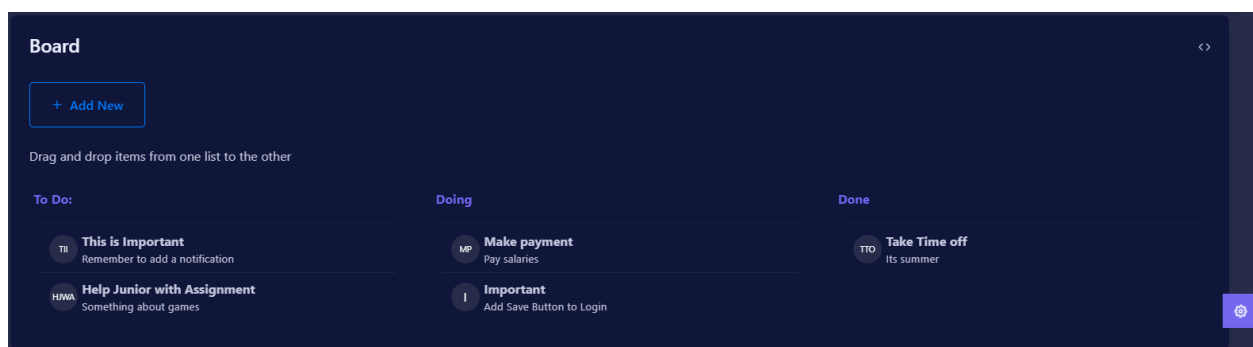 Board
<>
+ Add New
Drag and drop items from one list to the other
To Do:
TII
This is Important
Remember to add a notification
HJWA
Help Junior with Assignment
Something about games
Doing
MP
Make payment
Pay salaries
I
Important
Add Save Button to Login
Done
TTO
Take Time off
Its summer